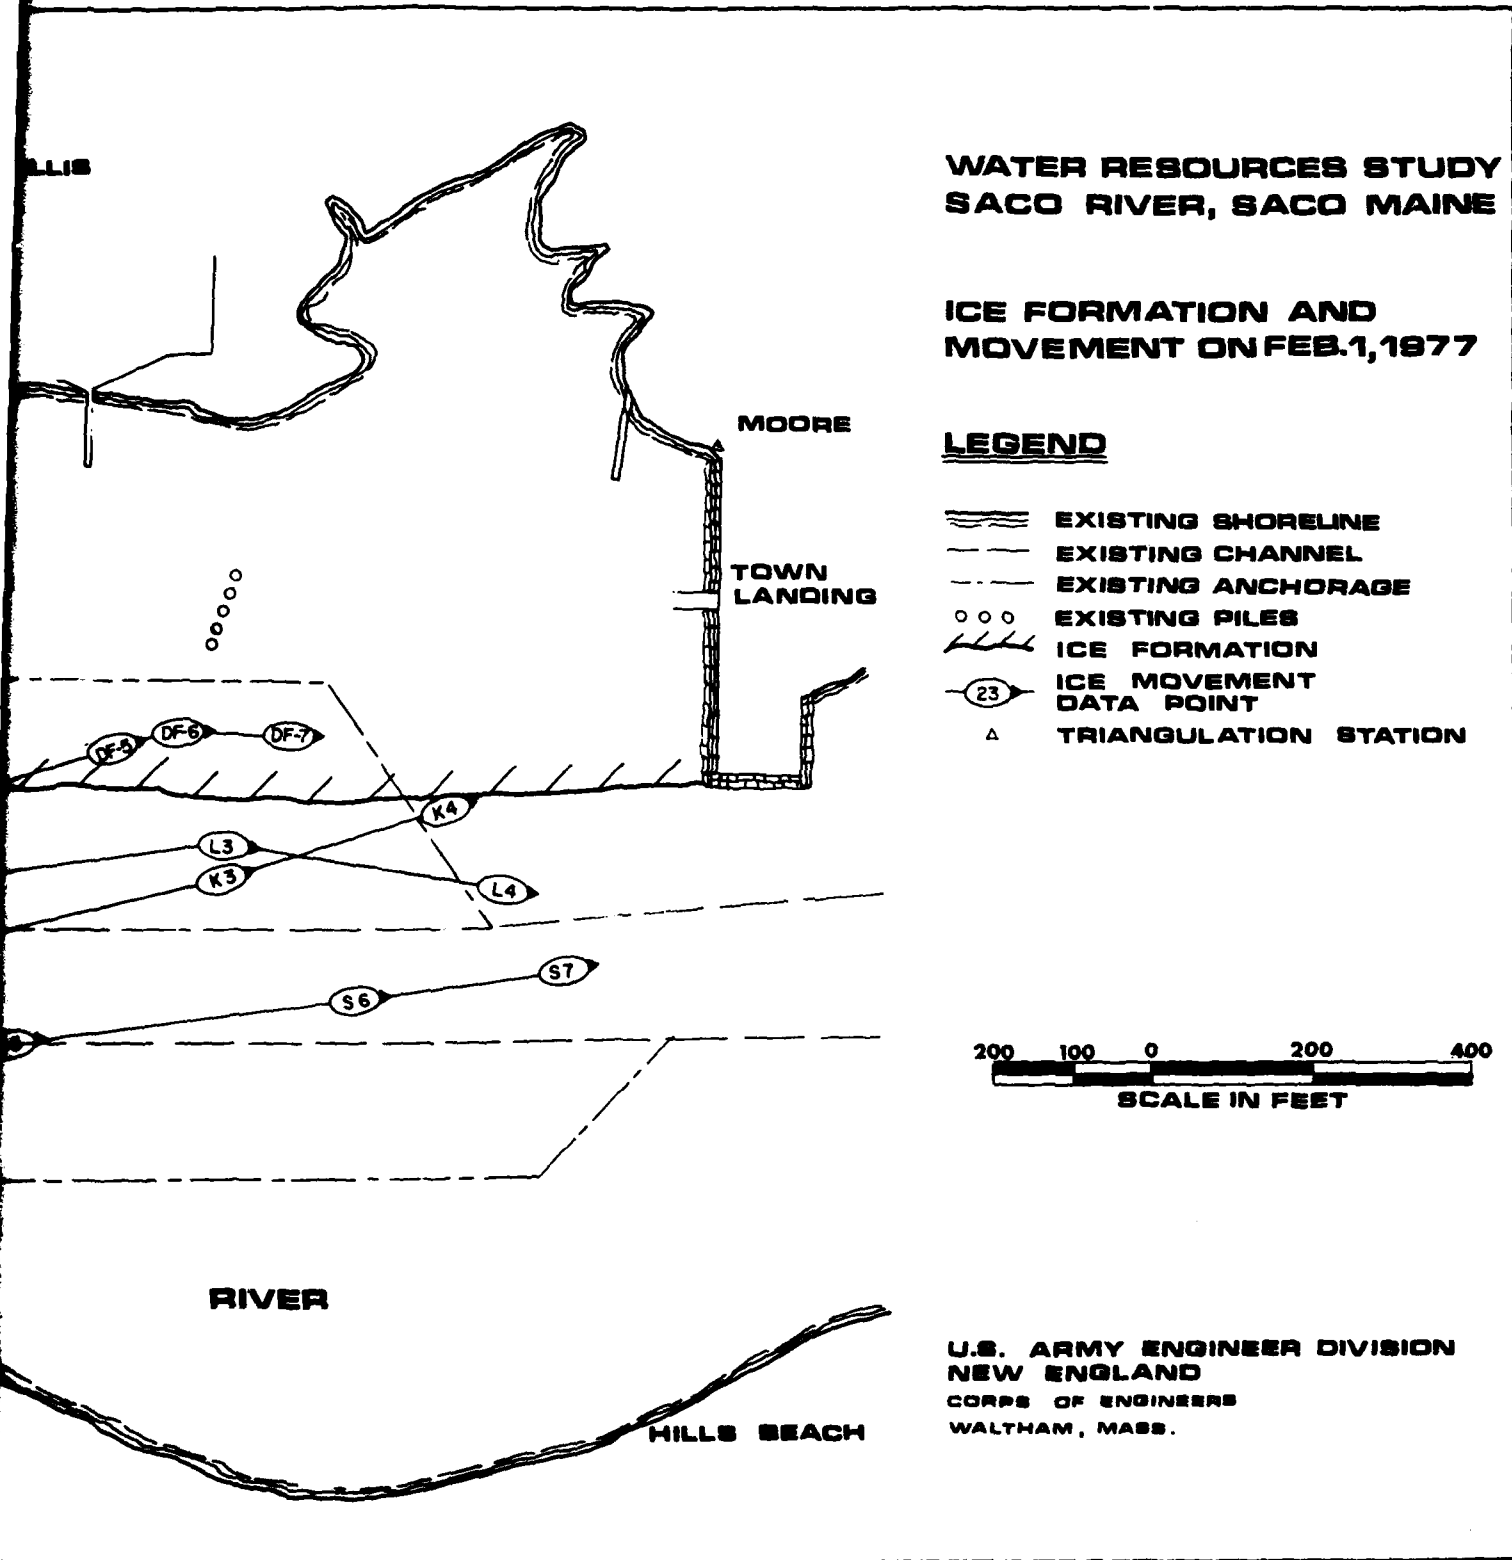 LLIS
WATER RESOURCES STUDY
SACO RIVER, SACO MAINE
ICE FORMATION AND
MOVEMENT ON FEB.1,1977
MOORE
LEGEND
EXISTING SHORELINE
EXISTING CHANNEL
EXISTING ANCHORAGE
EXISTING PILES
ICE FORMATION
23 ICE MOVEMENT
DATA POINT
TRIANGULATION STATION
TOWN
LANDING
DF-5 DF-6 DF-7
K4
L3
K3
L4
S7
S6
200 100 0 200 400
SCALE IN FEET
RIVER
HILLS BEACH
U.S. ARMY ENGINEER DIVISION
NEW ENGLAND
CORPS OF ENGINEERS
WALTHAM, MASS.